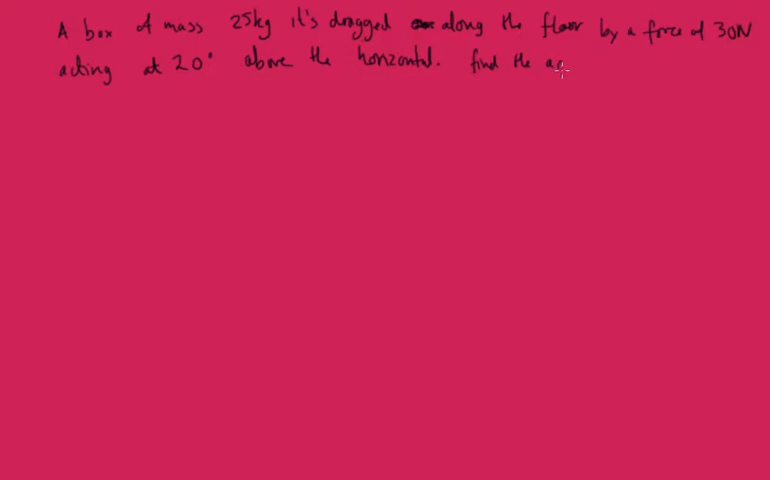 A box of mass 25kg it's dragged along the floor by a force of 30N
acting at 20° above the horizontal. find the ac